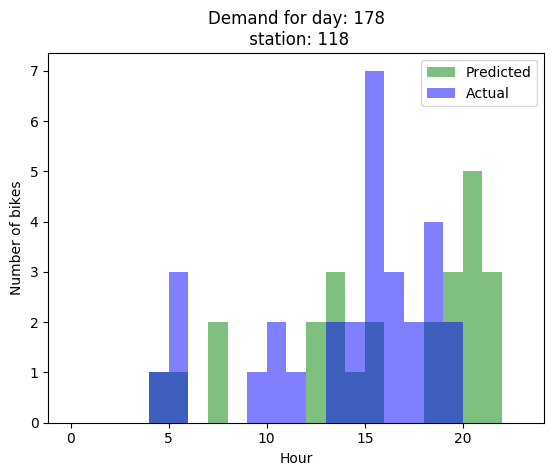 Demand for day: 178
station: 118
Predicted
Actual
Number of bikes
7
6
5
4
3
2
1
0
0 5 10 15 20
Hour